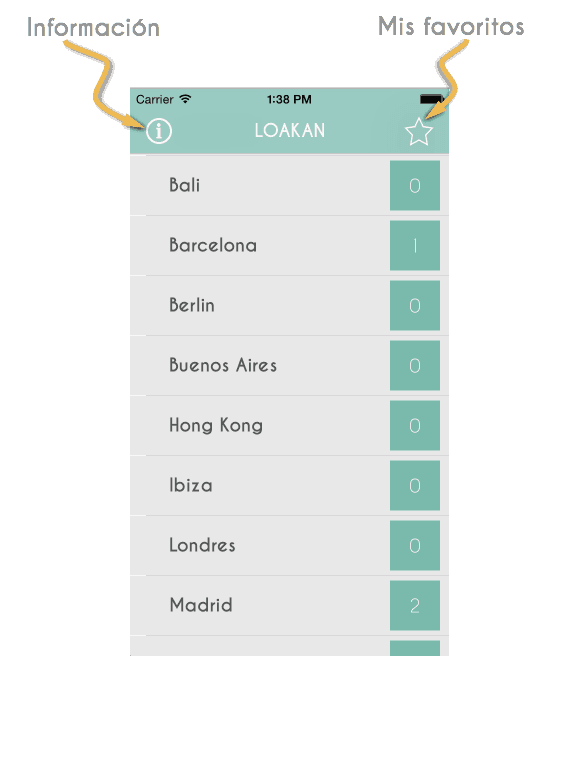 Información
Mis favoritos
Carrier 1:38 PM
LOAKAN
Bali 0
Barcelona 1
Berlin 0
Buenos Aires 0
Hong Kong 0
Ibiza 0
Londres 0
Madrid 2